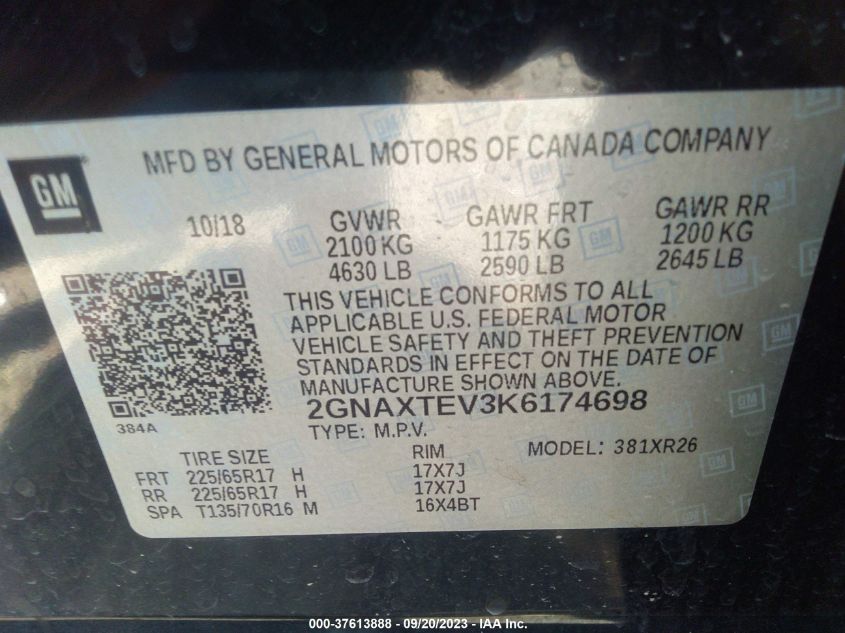 MFD BY GENERAL MOTORS OF CANADA COMPANY
GM
10/18 GVWR GAWR FRT GAWR RR
2100 KG 1175 KG 1200 KG
4630 LB 2590 LB 2645 LB
THIS VEHICLE CONFORMS TO ALL
APPLICABLE U.S. FEDERAL MOTOR
VEHICLE SAFETY AND THEFT PREVENTION
STANDARDS IN EFFECT ON THE DATE OF
MANUFACTURE SHOWN ABOVE.
384A 2GNAXTEV3K6174698
TYPE: M.P.V.
TIRE SIZE RIM MODEL: 381XR26
FRT 225/65R17 H 17X7J
RR 225/65R17 H 17X7J
SPA T135/70R16 M 16X4BT
000-37613888 - 09/20/2023 - IAA Inc.